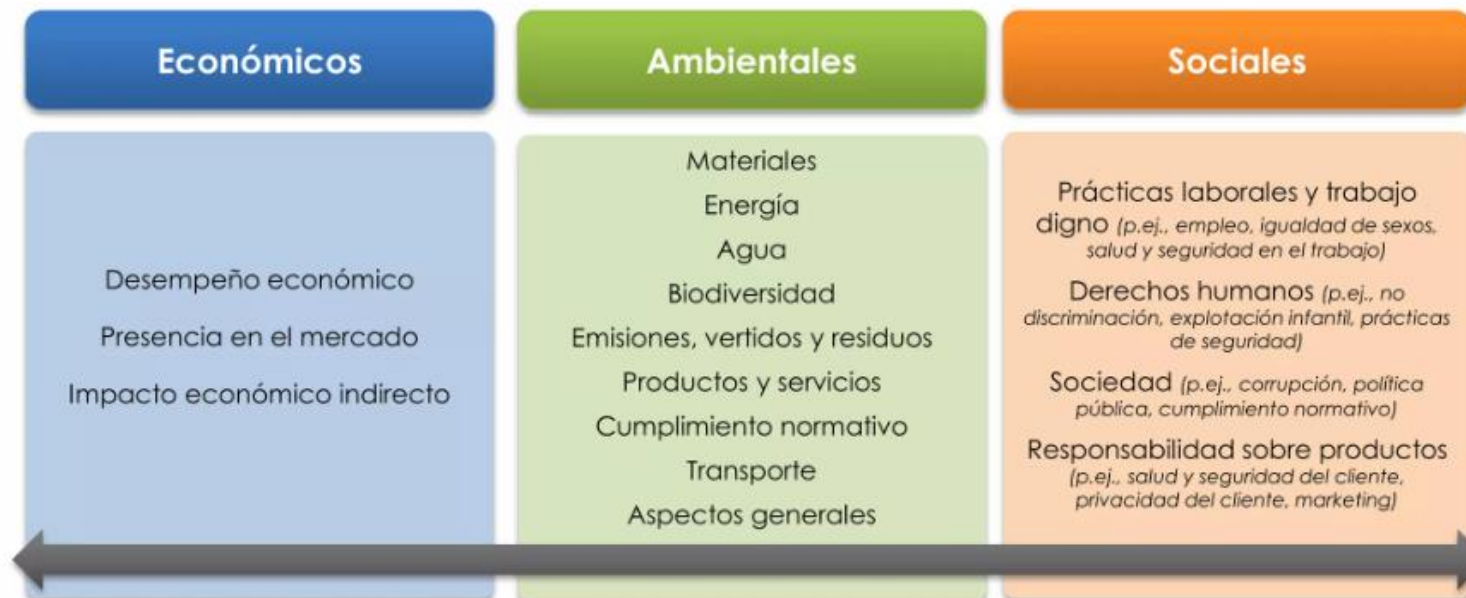 Económicos
Desempeño económico
Presencia en el mercado
Impacto económico indirecto
Ambientales
Materiales
Energía
Agua
Biodiversidad
Emisiones, vertidos y residuos
Productos y servicios
Cumplimiento normativo
Transporte
Aspectos generales
Sociales
Prácticas laborales y trabajo
digno (p.ej., empleo, igualdad de sexos,
salud y seguridad en el trabajo)
Derechos humanos (p.ej., no
discriminación, explotación infantil, prácticas
de seguridad)
Sociedad (p.ej., corrupción, política
pública, cumplimiento normativo)
Responsabilidad sobre productos
(p.ej., salud y seguridad del cliente,
privacidad del cliente, marketing)